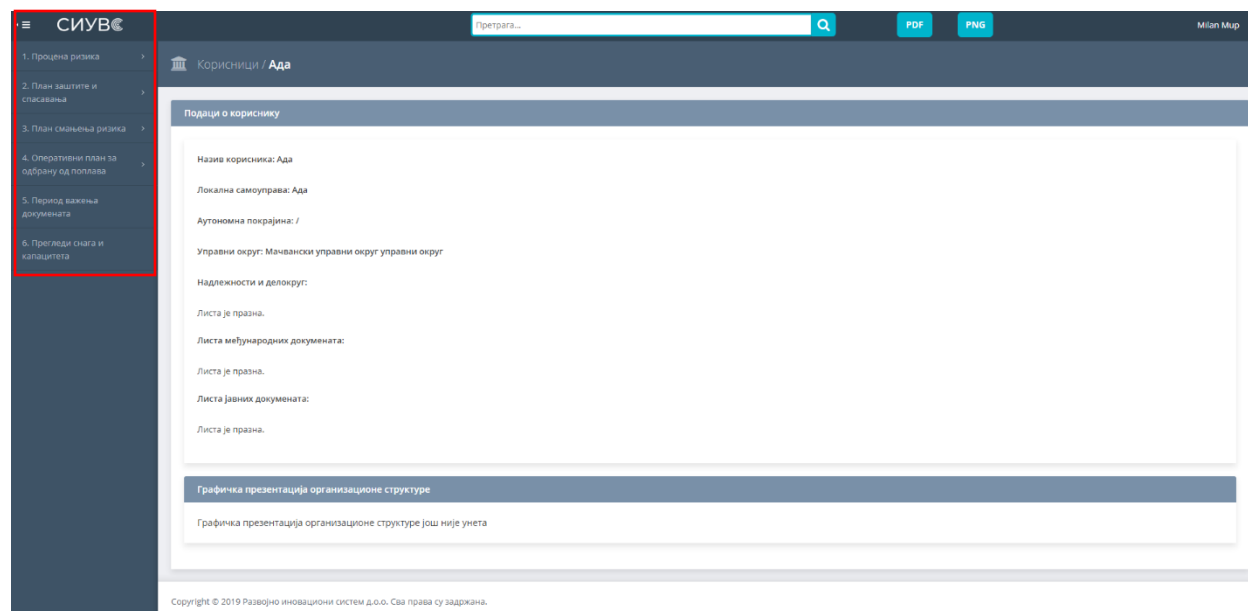 СИУВС
Претрага...
PDF
PNG
Milan Mup
1. Процена ризика
2. План заштите и
спасавања
3. План смањења ризика
4. Оперативни план за
одбрану од поплава
5. Период важења
докумената
6. Прегледи снага и
капацитета
Корисници / Ада
Подаци о кориснику
Назив корисника: Ада
Локална самоуправа: Ада
Аутономна покрајина: /
Управни округ: Мачвански управни округ управни округ
Надлежности и делокруг:
Листа је празна.
Листа међународних докумената:
Листа је празна.
Листа јавних докумената:
Листа је празна.
Графичка презентација организационе структуре
Графичка презентација организационе структуре још није унета
Copyright © 2019 Развојно иновациони систем д.о.о. Сва права су задржана.